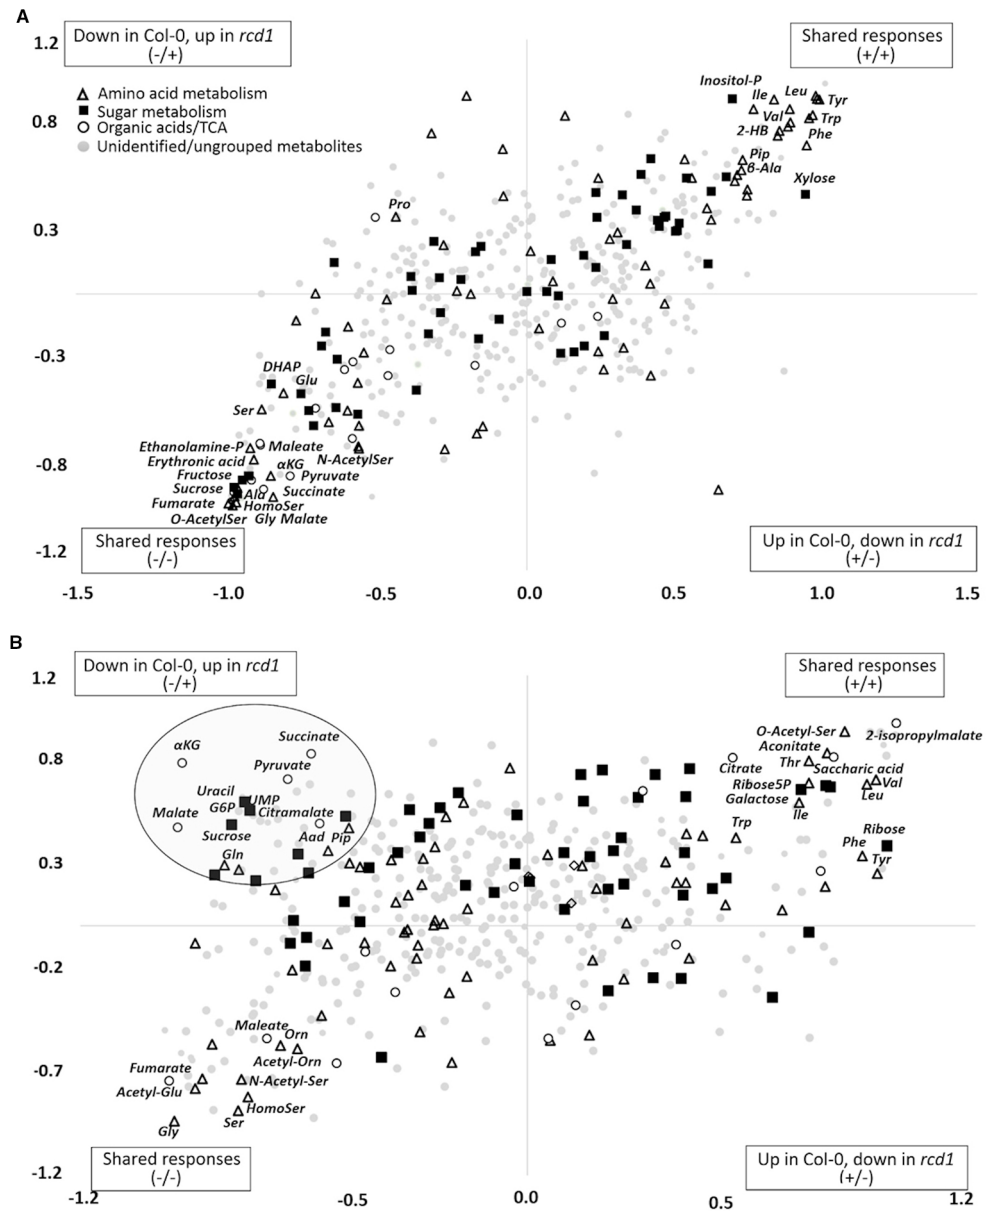 A
Down in Col-0, up in rcd1
(-/+)
Shared responses
(+/+)
1.2
0.8
0.3
-0.3
-0.8
-1.2
Amino acid metabolism
Sugar metabolism
Organic acids/TCA
Unidentified/ungrouped metabolites
Inositol-P
Ile
Leu
Tyr
Val
Trp
2-HB
Phe
Pip
β-Ala
Xylose
Pro
DHAP
Glu
Ser
Ethanolamine-P
Maleate
N-AcetylSer
Erythronic acid
αKG
Fructose
Pyruvate
Sucrose
Ala
Succinate
Fumarate
HomoSer
O-AcetylSer
Gly Malate
Shared responses
(-/-)
Up in Col-0, down in rcd1
(+/-)
-1.5
-1.0
-0.5
0.0
0.5
1.0
1.5
B
Down in Col-0, up in rcd1
(-/+)
Shared responses
(+/+)
1.2
0.8
0.3
-0.2
-0.7
-1.2
αKG
Succinate
Pyruvate
Uracil
UMP
G6P
Citramalate
Malate
Sucrose
Aad Pip
Gln
O-Acetyl-Ser
2-isopropylmalate
Aconitate
Thr
Citrate
Saccharic acid
Ribose5P
Val
Leu
Galactose
Ile
Trp
Ribose
Phe
Tyr
Maleate
Orn
Acetyl-Orn
Fumarate
N-Acetyl-Ser
Acetyl-Glu
HomoSer
Ser
Gly
Shared responses
(-/-)
Up in Col-0, down in rcd1
(+/-)
-1.2
-0.5
0.0
0.5
1.2